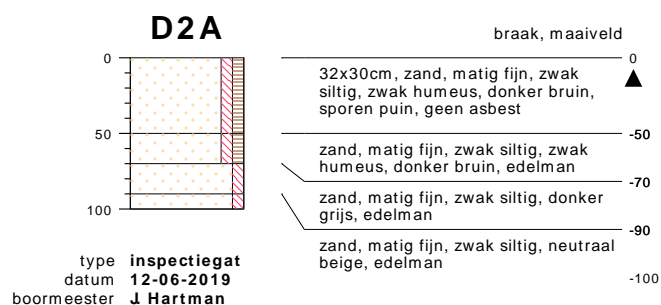 D2A
braak, maaiveld
0
0
32x30cm, zand, matig fijn, zwak
siltig, zwak humeus, donker bruin,
sporen puin, geen asbest
50
-50
zand, matig fijn, zwak siltig, zwak
humeus, donker bruin, edelman
-70
zand, matig fijn, zwak siltig, donker
grijs, edelman
100
-90
zand, matig fijn, zwak siltig, neutraal
beige, edelman
-100
type inspectiegat
datum 12-06-2019
boormeester J. Hartman